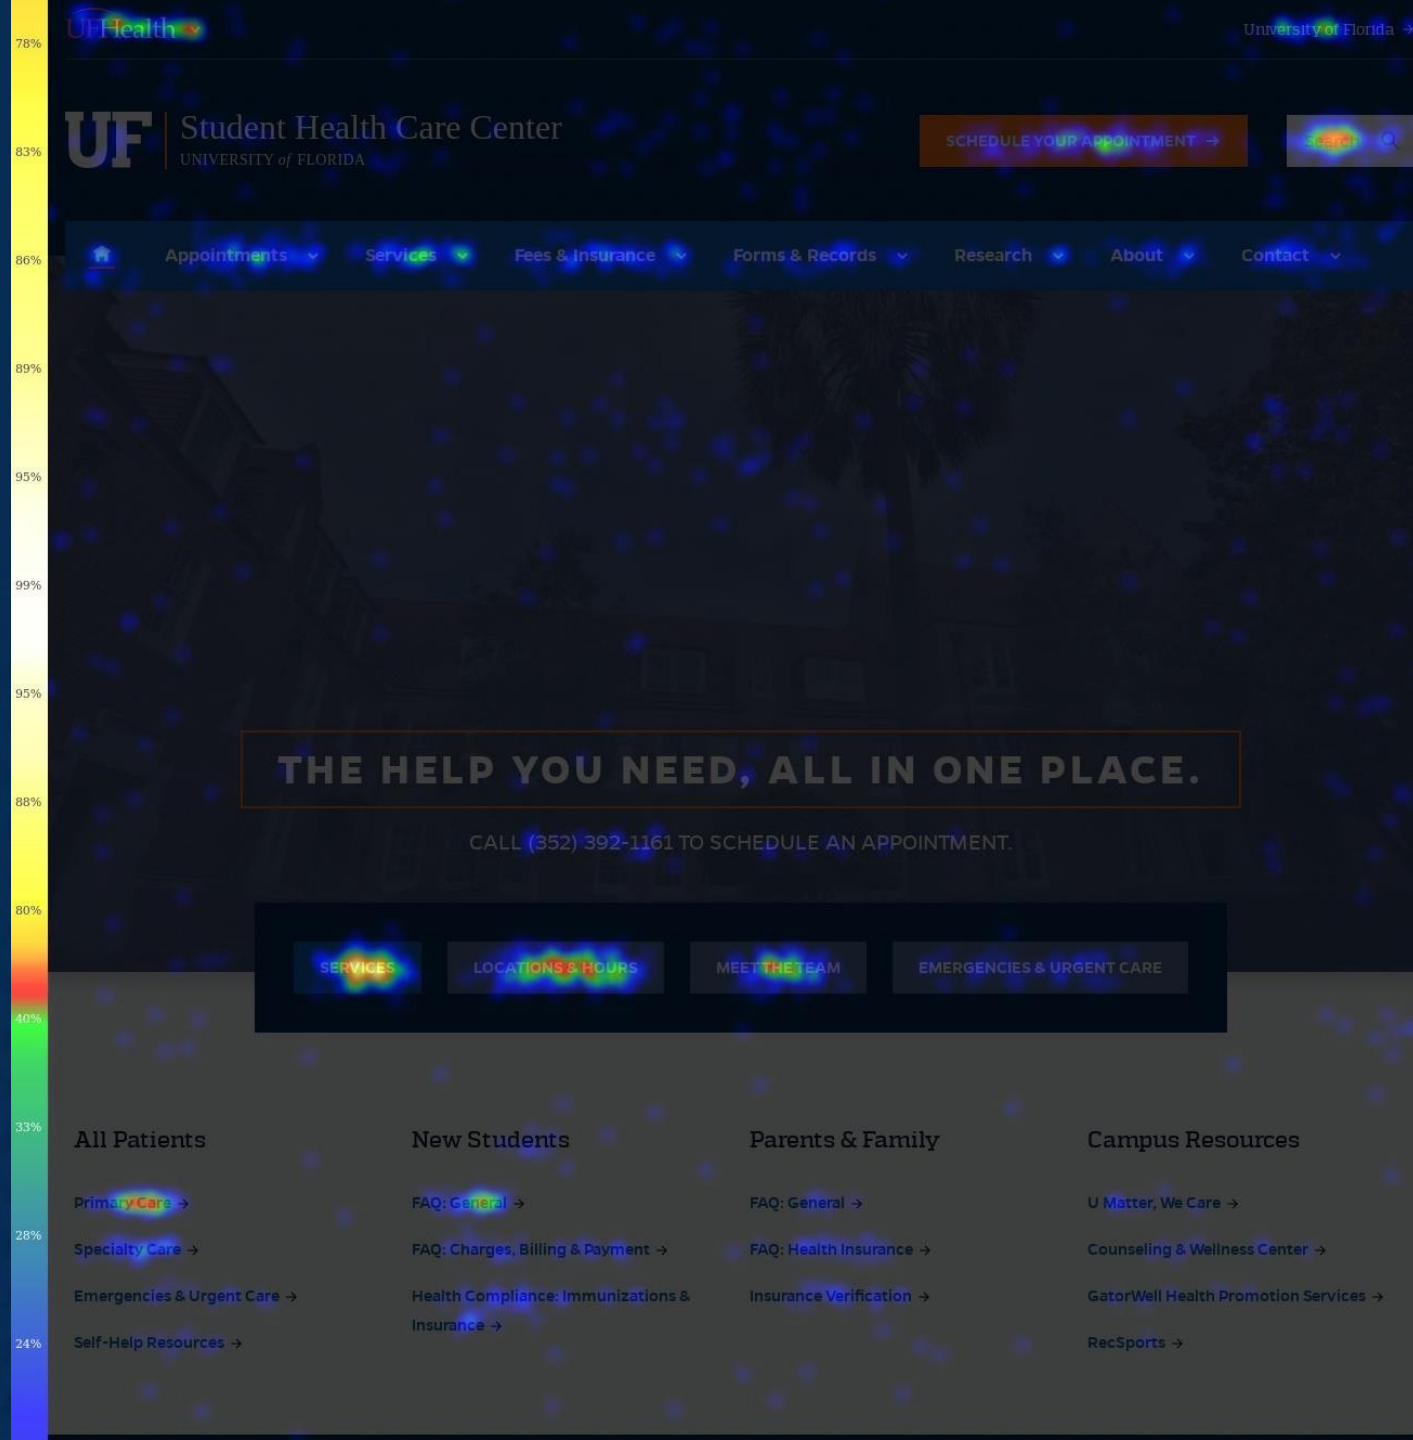 UFHealth
University of Florida →
78%
83%
86%
89%
95%
99%
95%
88%
80%
40%
33%
28%
24%
UF
Student Health Care Center
UNIVERSITY of FLORIDA
SCHEDULE YOUR APPOINTMENT →
Search
Appointments
Services
Fees & Insurance
Forms & Records
Research
About
Contact
THE HELP YOU NEED, ALL IN ONE PLACE.
CALL (352) 392-1161 TO SCHEDULE AN APPOINTMENT.
SERVICES
LOCATIONS & HOURS
MEET THE TEAM
EMERGENCIES & URGENT CARE
All Patients
Primary Care →
Specialty Care →
Emergencies & Urgent Care →
Self-Help Resources →
New Students
FAQ: General →
FAQ: Charges, Billing & Payment →
Health Compliance: Immunizations &
Insurance →
Parents & Family
FAQ: General →
FAQ: Health Insurance →
Insurance Verification →
Campus Resources
U Matter, We Care →
Counseling & Wellness Center →
GatorWell Health Promotion Services →
RecSports →